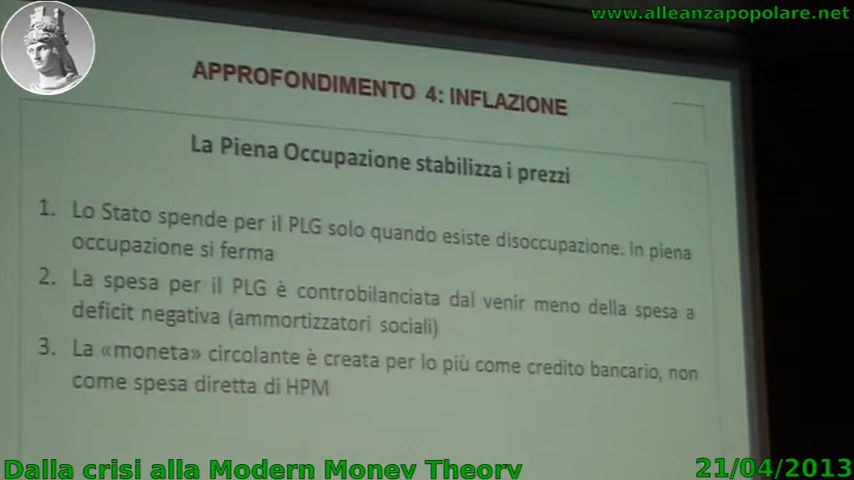 www.alleanzapopolare.net
APPROFONDIMENTO 4: INFLAZIONE
La Piena Occupazione stabilizza i prezzi
1. Lo Stato spende per il PLG solo quando esiste disoccupazione. In piena
occupazione si ferma
2. La spesa per il PLG è controbilanciata dal venir meno della spesa a
deficit negativa (ammortizzatori sociali)
3. La «moneta» circolante è creata per lo più come credito bancario, non
come spesa diretta di HPM
Dalla crisi alla Modern Money Theory
21/04/2013